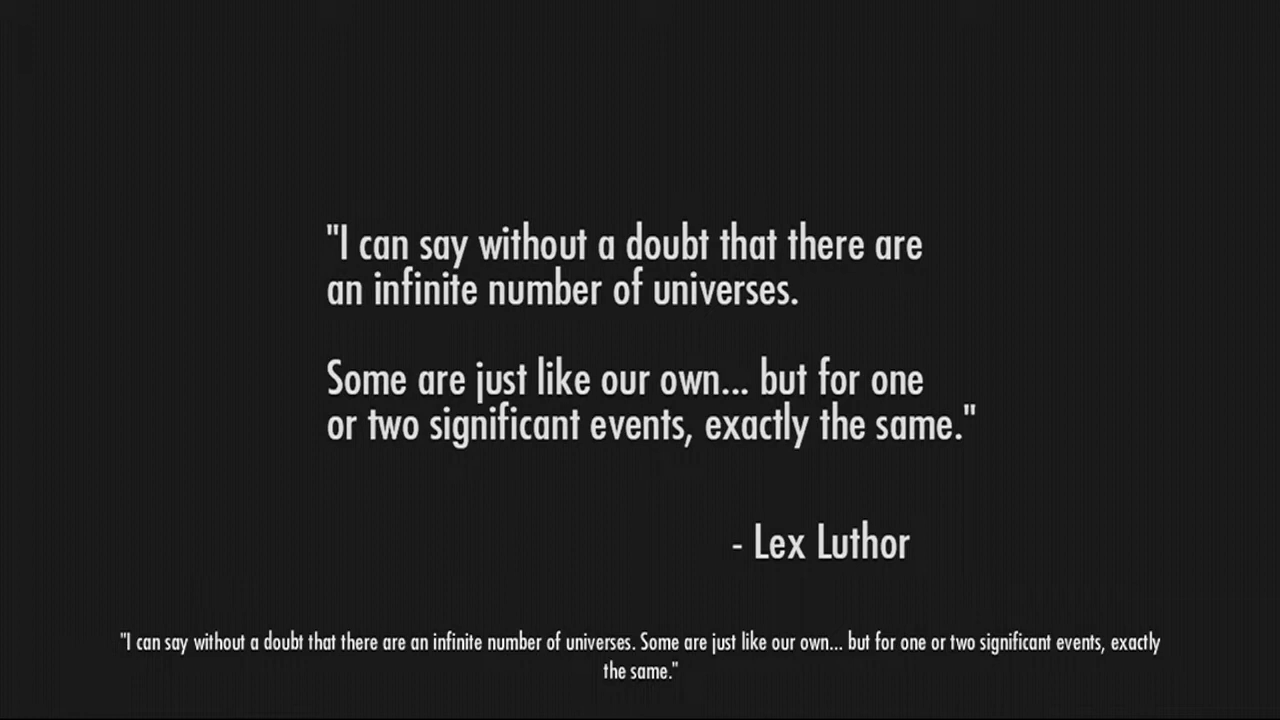 "I can say without a doubt that there are
an infinite number of universes.
Some are just like our own... but for one
or two significant events, exactly the same."
- Lex Luthor
"I can say without a doubt that there are an infinite number of universes. Some are just like our own... but for one or two significant events, exactly
the same."